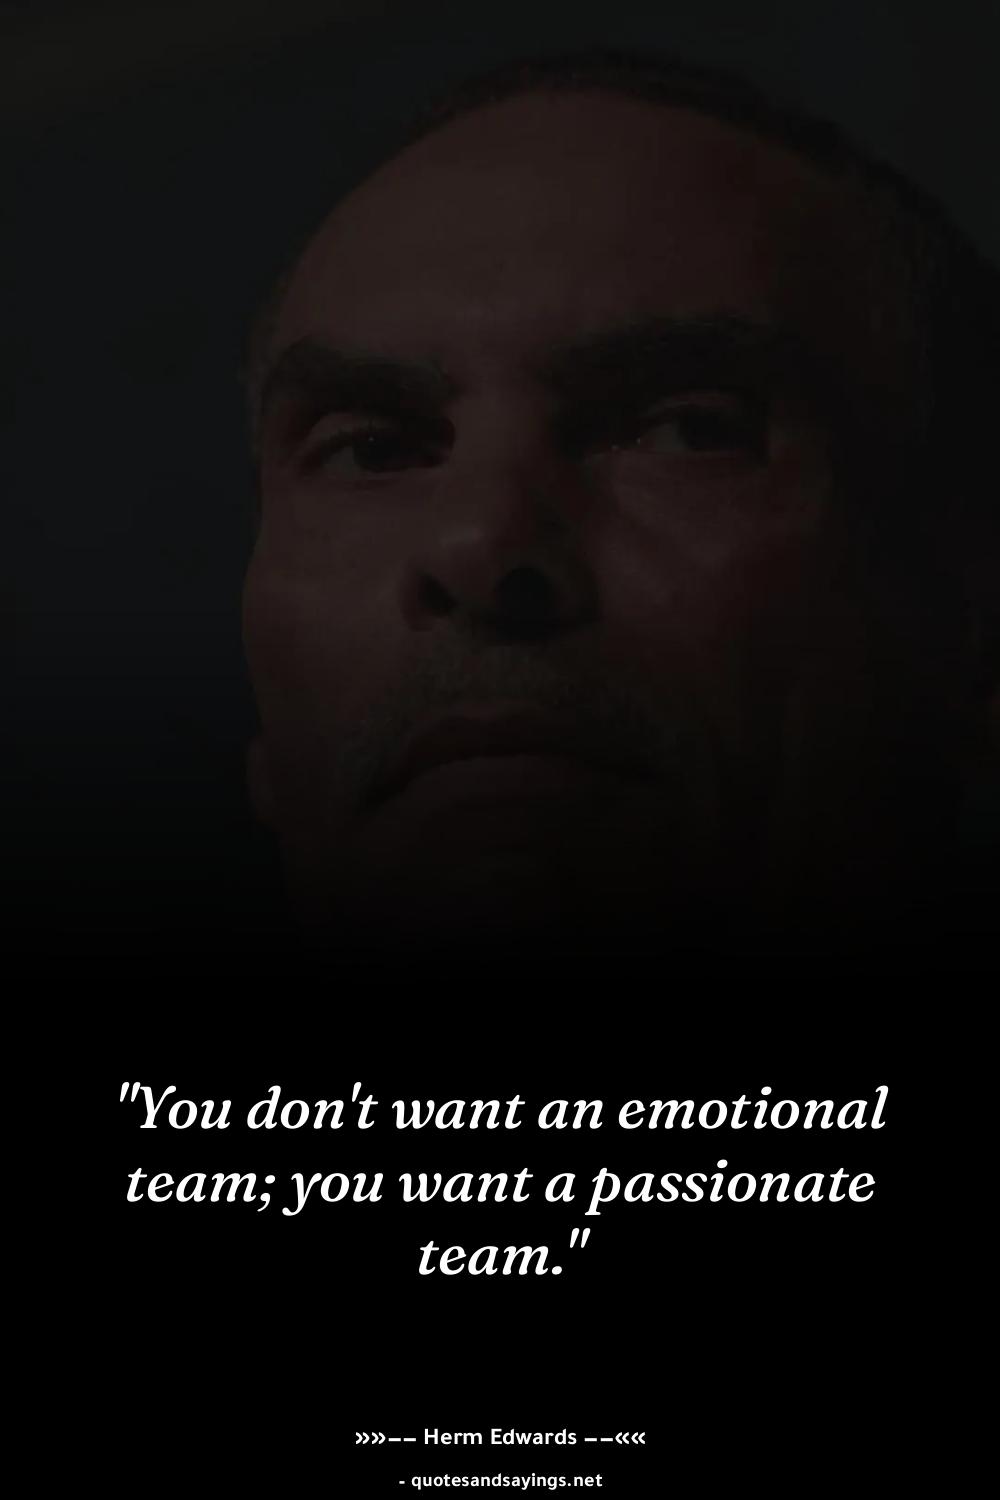 "You don't want an emotional
team; you want a passionate
team."
»»–– Herm Edwards ––««
- quotesandsayings.net